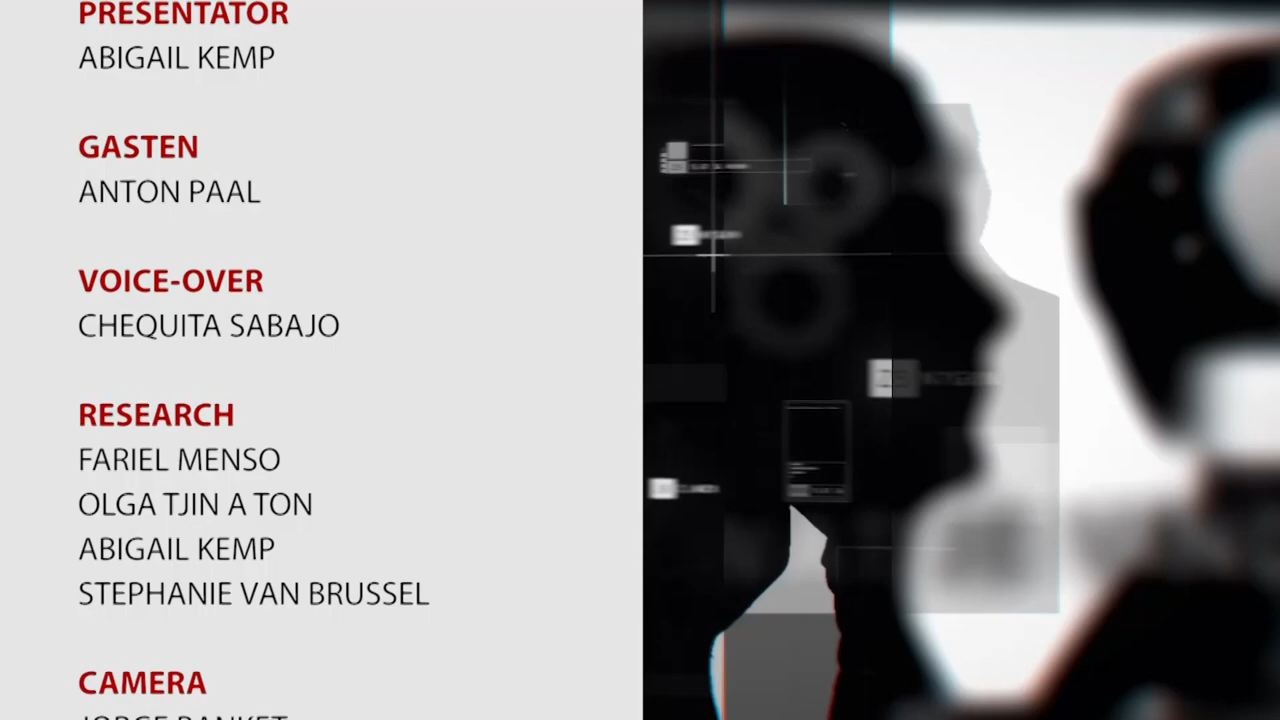 PRESENTATOR
ABIGAIL KEMP
GASTEN
ANTON PAAL
VOICE-OVER
CHEQUITA SABAJO
RESEARCH
FARIEL MENSO
OLGA TJIN A TON
ABIGAIL KEMP
STEPHANIE VAN BRUSSEL
CAMERA